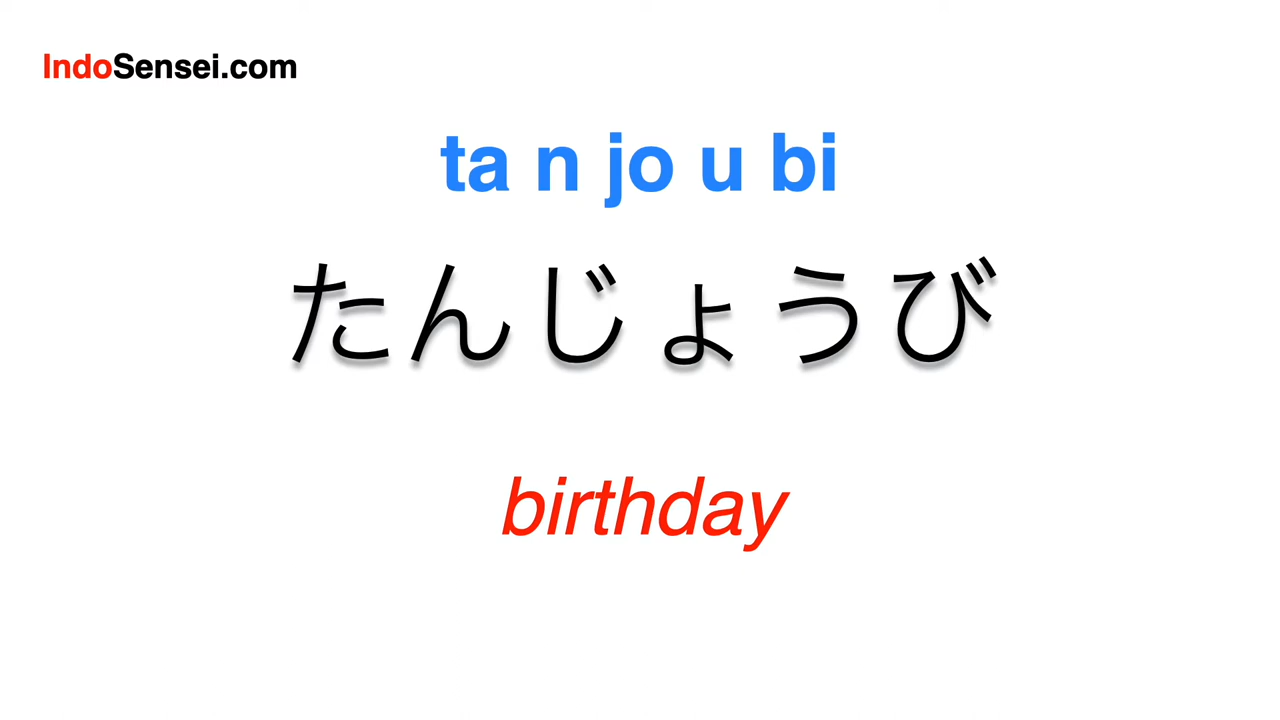 IndoSensei.com
ta n jo u bi
たんじょうび
birthday